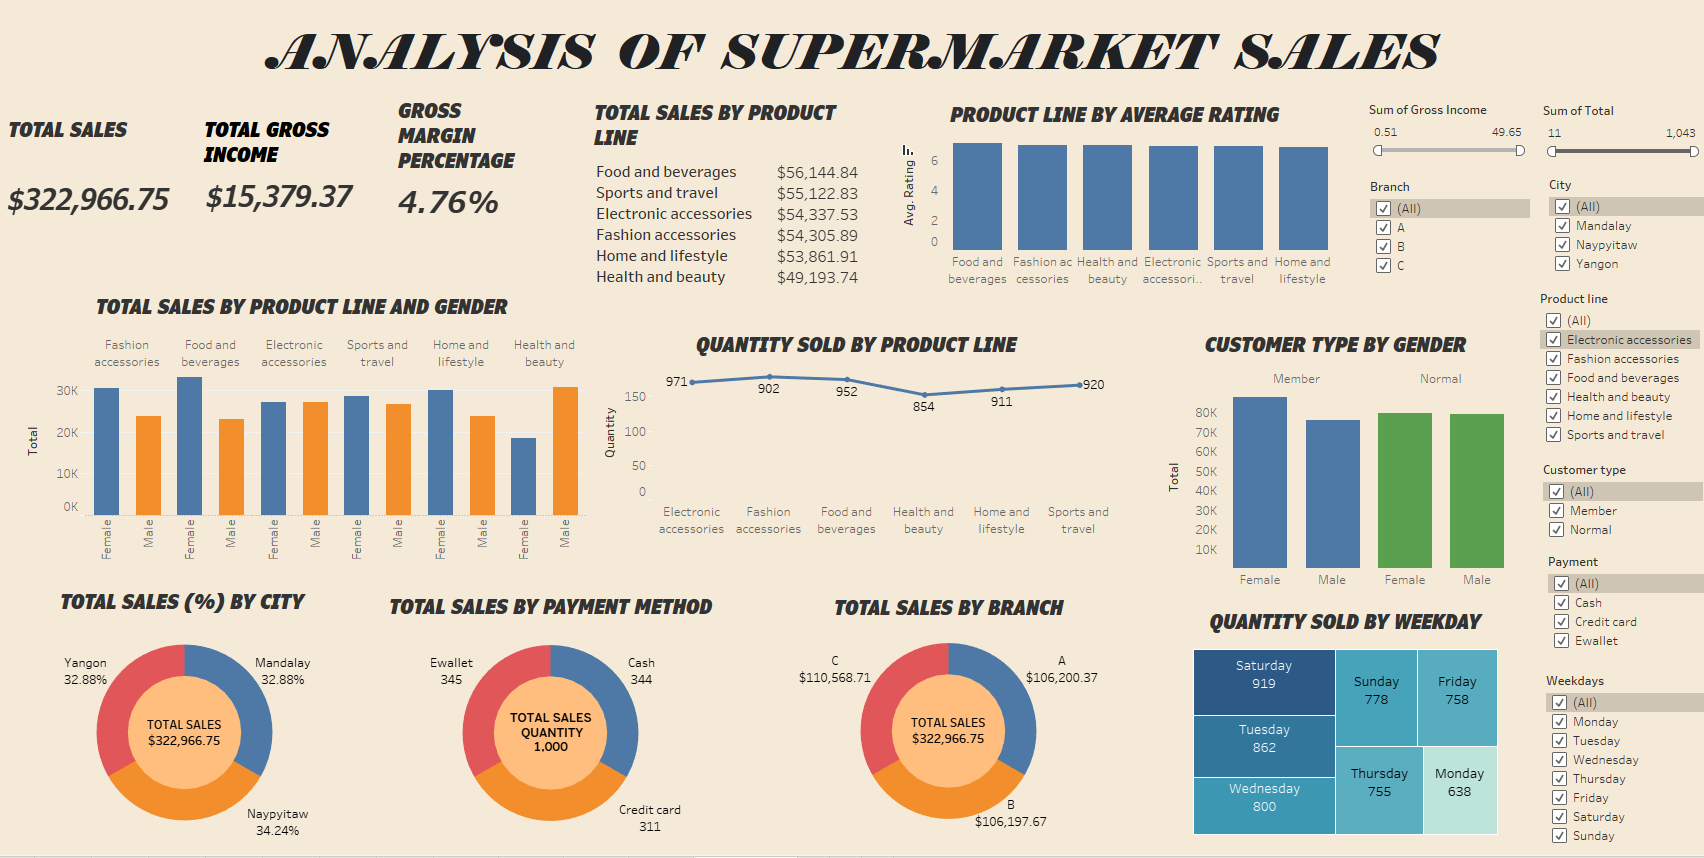 ANALYSIS OF SUPERMARKET SALES
TOTAL SALES
$322,966.75
TOTAL GROSS
INCOME
$15,379.37
GROSS
MARGIN
PERCENTAGE
4.76%
TOTAL SALES BY PRODUCT
LINE
Food and beverages $56,144.84
Sports and travel $55,122.83
Electronic accessories $54,337.53
Fashion accessories $54,305.89
Home and lifestyle $53,861.91
Health and beauty $49,193.74
PRODUCT LINE BY AVERAGE RATING
Avg. Rating
6
4
2
0
Food and Fashion ac Health and Electronic Sports and Home and
beverages cessories beauty accessori.. travel lifestyle
Sum of Gross Income
0.51 49.65
Sum of Total
11 1,043
Branch
(All)
A
B
C
City
(All)
Mandalay
Naypyitaw
Yangon
Product line
(All)
Electronic accessories
Fashion accessories
Food and beverages
Health and beauty
Home and lifestyle
Sports and travel
Customer type
(All)
Member
Normal
Payment
(All)
Cash
Credit card
Ewallet
Weekdays
(All)
Monday
Tuesday
Wednesday
Thursday
Friday
Saturday
Sunday
TOTAL SALES BY PRODUCT LINE AND GENDER
Fashion Food and Electronic Sports and Home and Health and
accessories beverages accessories travel lifestyle beauty
Total
30K
20K
10K
0K
Female Male Female Male Female Male Female Male Female Male Female Male
QUANTITY SOLD BY PRODUCT LINE
Quantity
150
100
50
0
971 902 952 854 911 920
Electronic Fashion Food and Health and Home and Sports and
accessories accessories beverages beauty lifestyle travel
CUSTOMER TYPE BY GENDER
Member Normal
Total
80K
70K
60K
50K
40K
30K
20K
10K
Female Male Female Male
TOTAL SALES (%) BY CITY
Yangon
32.88%
Mandalay
32.88%
TOTAL SALES
$322,966.75
Naypyitaw
34.24%
TOTAL SALES BY PAYMENT METHOD
Ewallet
345
Cash
344
TOTAL SALES
QUANTITY
1,000
Credit card
311
TOTAL SALES BY BRANCH
C
$110,568.71
A
$106,200.37
TOTAL SALES
$322,966.75
B
$106,197.67
QUANTITY SOLD BY WEEKDAY
Saturday
919
Tuesday
862
Wednesday
800
Sunday
778
Friday
758
Thursday
755
Monday
638